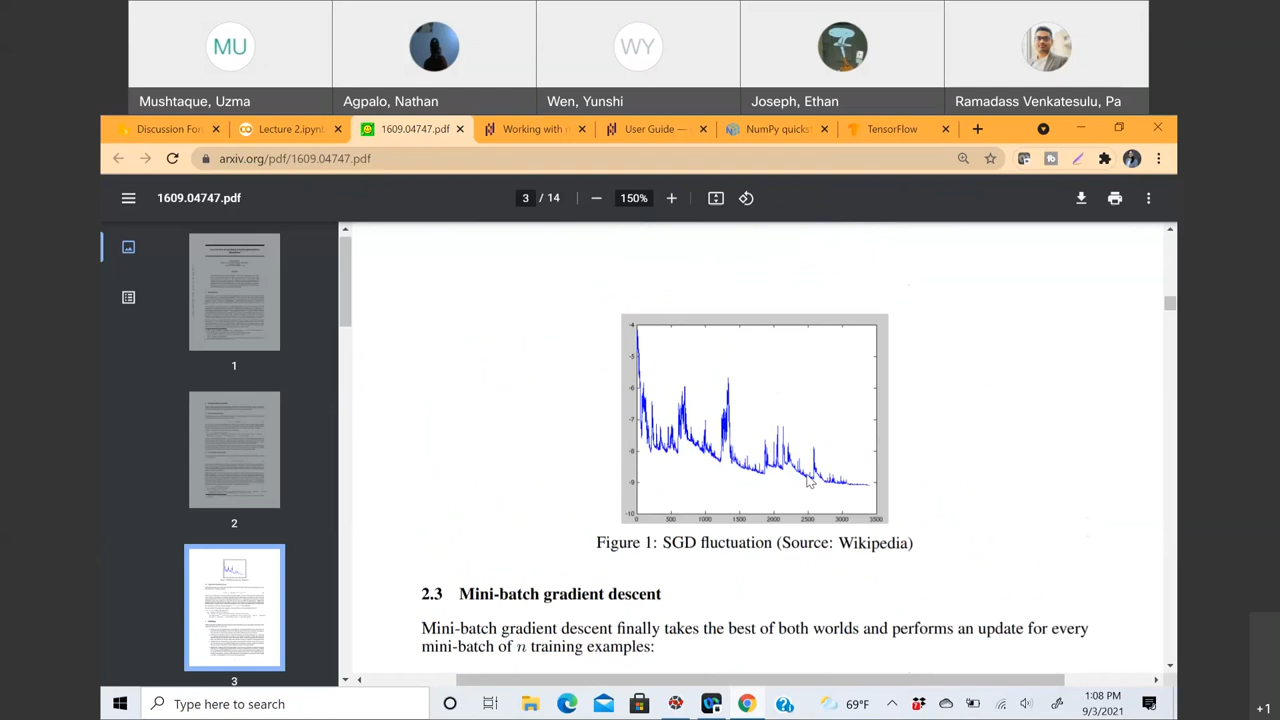 MU
WY
Mushtaque, Uzma
Agpalo, Nathan
Wen, Yunshi
Joseph, Ethan
Ramadass Venkatesulu, Pa
Discussion For
Lecture 2.ipynb
1609.04747.pdf
Working with n
User Guide —
NumPy quicks
TensorFlow
arxiv.org/pdf/1609.04747.pdf
1609.04747.pdf
3 / 14
150%
1
2
3
-4
-5
-6
-7
-8
-9
-10
0 500 1000 1500 2000 2500 3000 3500
Figure 1: SGD fluctuation (Source: Wikipedia)
2.3 Mini-batch gradient descent
Mini-batch gradient descent finally takes the best of both worlds and performs an update for every
mini-batch of n training examples:
Type here to search
69°F
1:08 PM
9/3/2021
+1